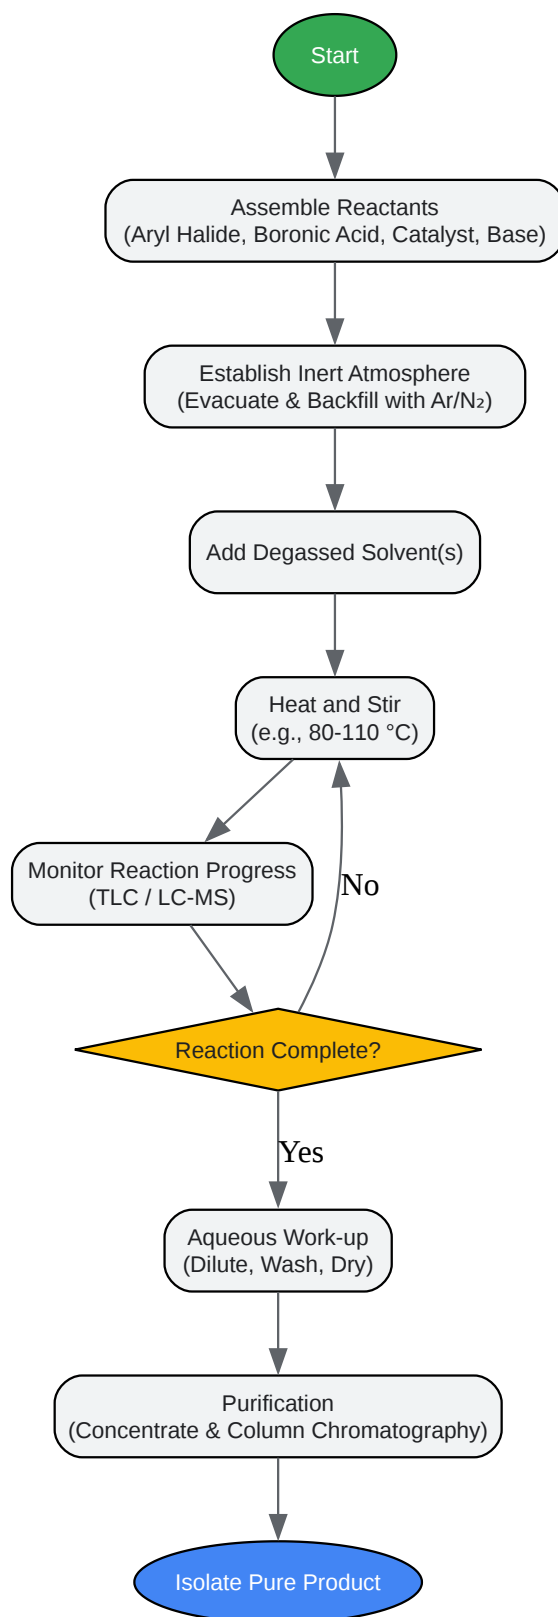 Start
Assemble Reactants
(Aryl Halide, Boronic Acid, Catalyst, Base)
Establish Inert Atmosphere
(Evacuate & Backfill with Ar/N₂)
Add Degassed Solvent(s)
Heat and Stir
(e.g., 80-110 °C)
Monitor Reaction Progress
(TLC / LC-MS)
No
Reaction Complete?
Yes
Aqueous Work-up
(Dilute, Wash, Dry)
Purification
(Concentrate & Column Chromatography)
Isolate Pure Product